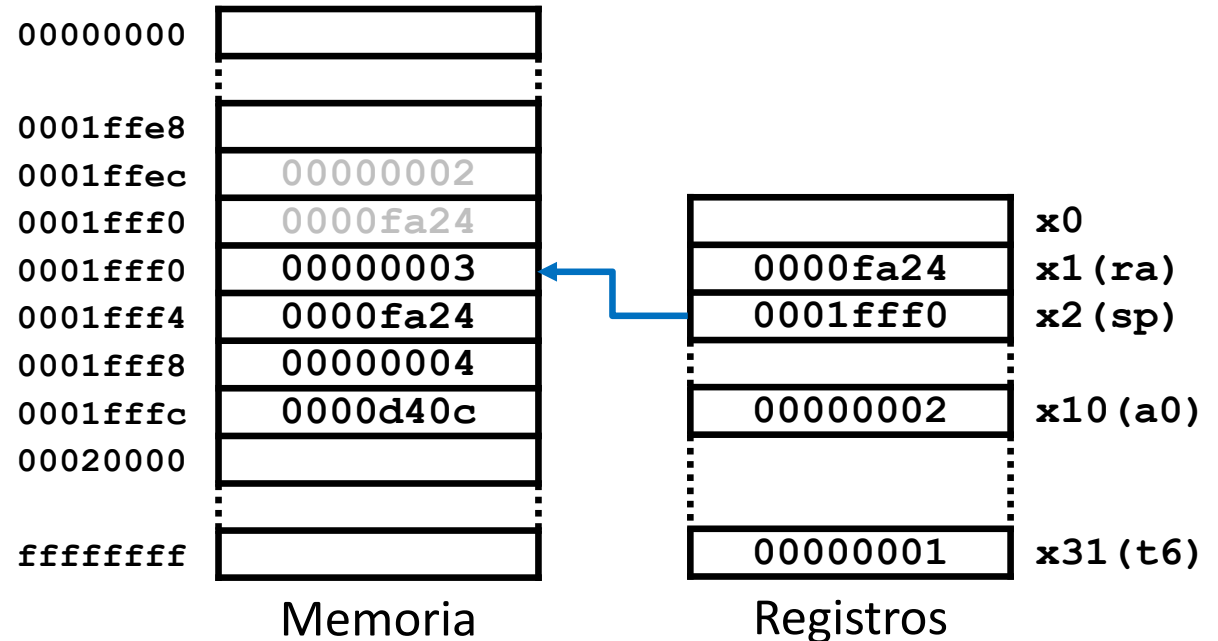 00000000
0001ffe8
0001ffec 00000002
0001fff0 0000fa24 x0
0001fff0 00000003 0000fa24 x1(ra)
0001fff4 0000fa24 0001fff0 x2(sp)
0001fff8 00000004
0001fffc 0000d40c 00000002 x10(a0)
00020000
ffffffff 00000001 x31(t6)
Memoria Registros